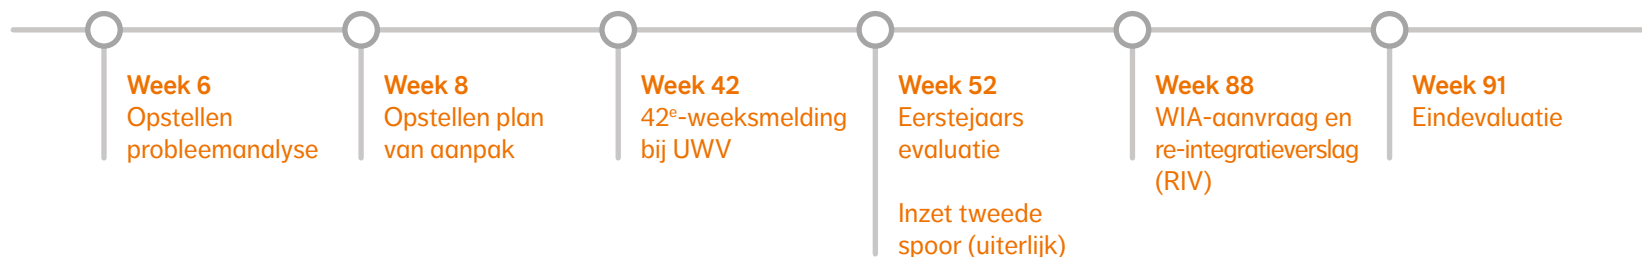 Week 6
Opstellen
probleemanalyse
Week 8
Opstellen plan
van aanpak
Week 42
42e-weeksmelding
bij UWV
Week 52
Eerstejaars
evaluatie
Inzet tweede
spoor (uiterlijk)
Week 88
WIA-aanvraag en
re-integratieverslag
(RIV)
Week 91
Eindevaluatie